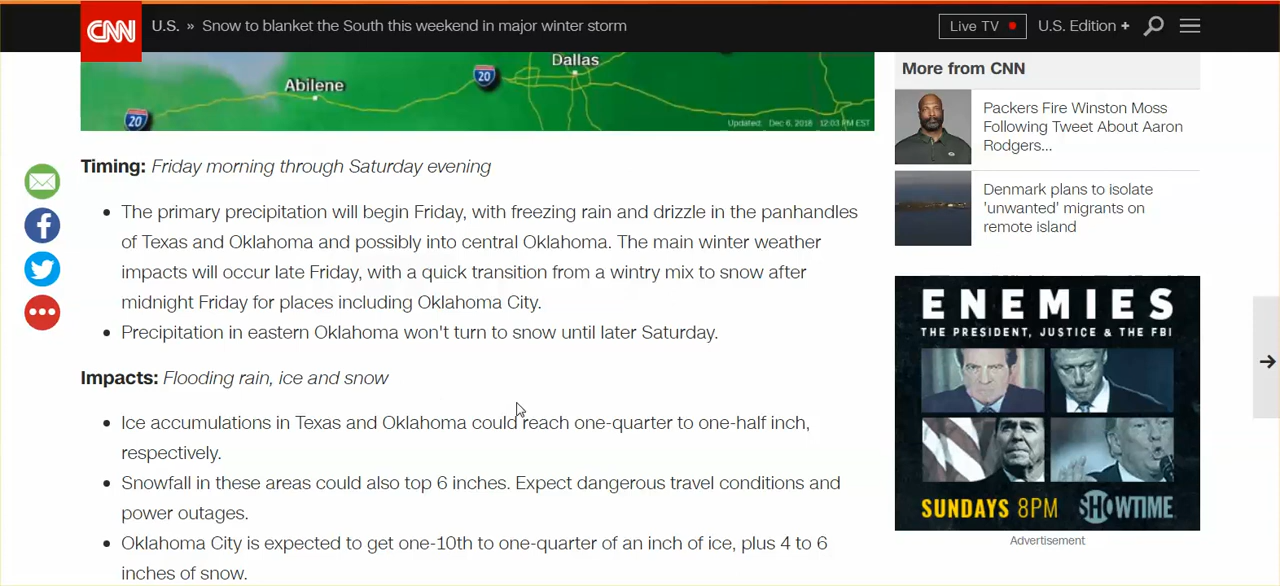 CNN U.S. » Snow to blanket the South this weekend in major winter storm Live TV U.S. Edition +
Dallas
20
Abilene
20
Updated: Dec 6, 2018 12:03 PM EST
Timing: Friday morning through Saturday evening
• The primary precipitation will begin Friday, with freezing rain and drizzle in the panhandles
of Texas and Oklahoma and possibly into central Oklahoma. The main winter weather
impacts will occur late Friday, with a quick transition from a wintry mix to snow after
midnight Friday for places including Oklahoma City.
• Precipitation in eastern Oklahoma won't turn to snow until later Saturday.
Impacts: Flooding rain, ice and snow
• Ice accumulations in Texas and Oklahoma could reach one-quarter to one-half inch,
respectively.
• Snowfall in these areas could also top 6 inches. Expect dangerous travel conditions and
power outages.
• Oklahoma City is expected to get one-10th to one-quarter of an inch of ice, plus 4 to 6
inches of snow.
More from CNN
Packers Fire Winston Moss
Following Tweet About Aaron
Rodgers...
Denmark plans to isolate
'unwanted' migrants on
remote island
ENEMIES
THE PRESIDENT, JUSTICE & THE FBI
SUNDAYS 8PM SHOWTIME
Advertisement